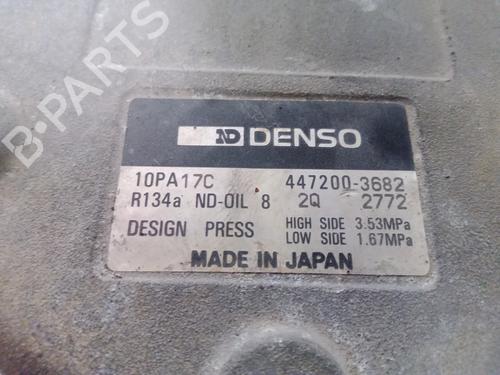 ND DENSO
10PA17C 447200-3682
R134a ND-OIL 8 2Q 2772
DESIGN PRESS HIGH SIDE 3.53MPa
LOW SIDE 1.67MPa
MADE IN JAPAN
B-PARTS